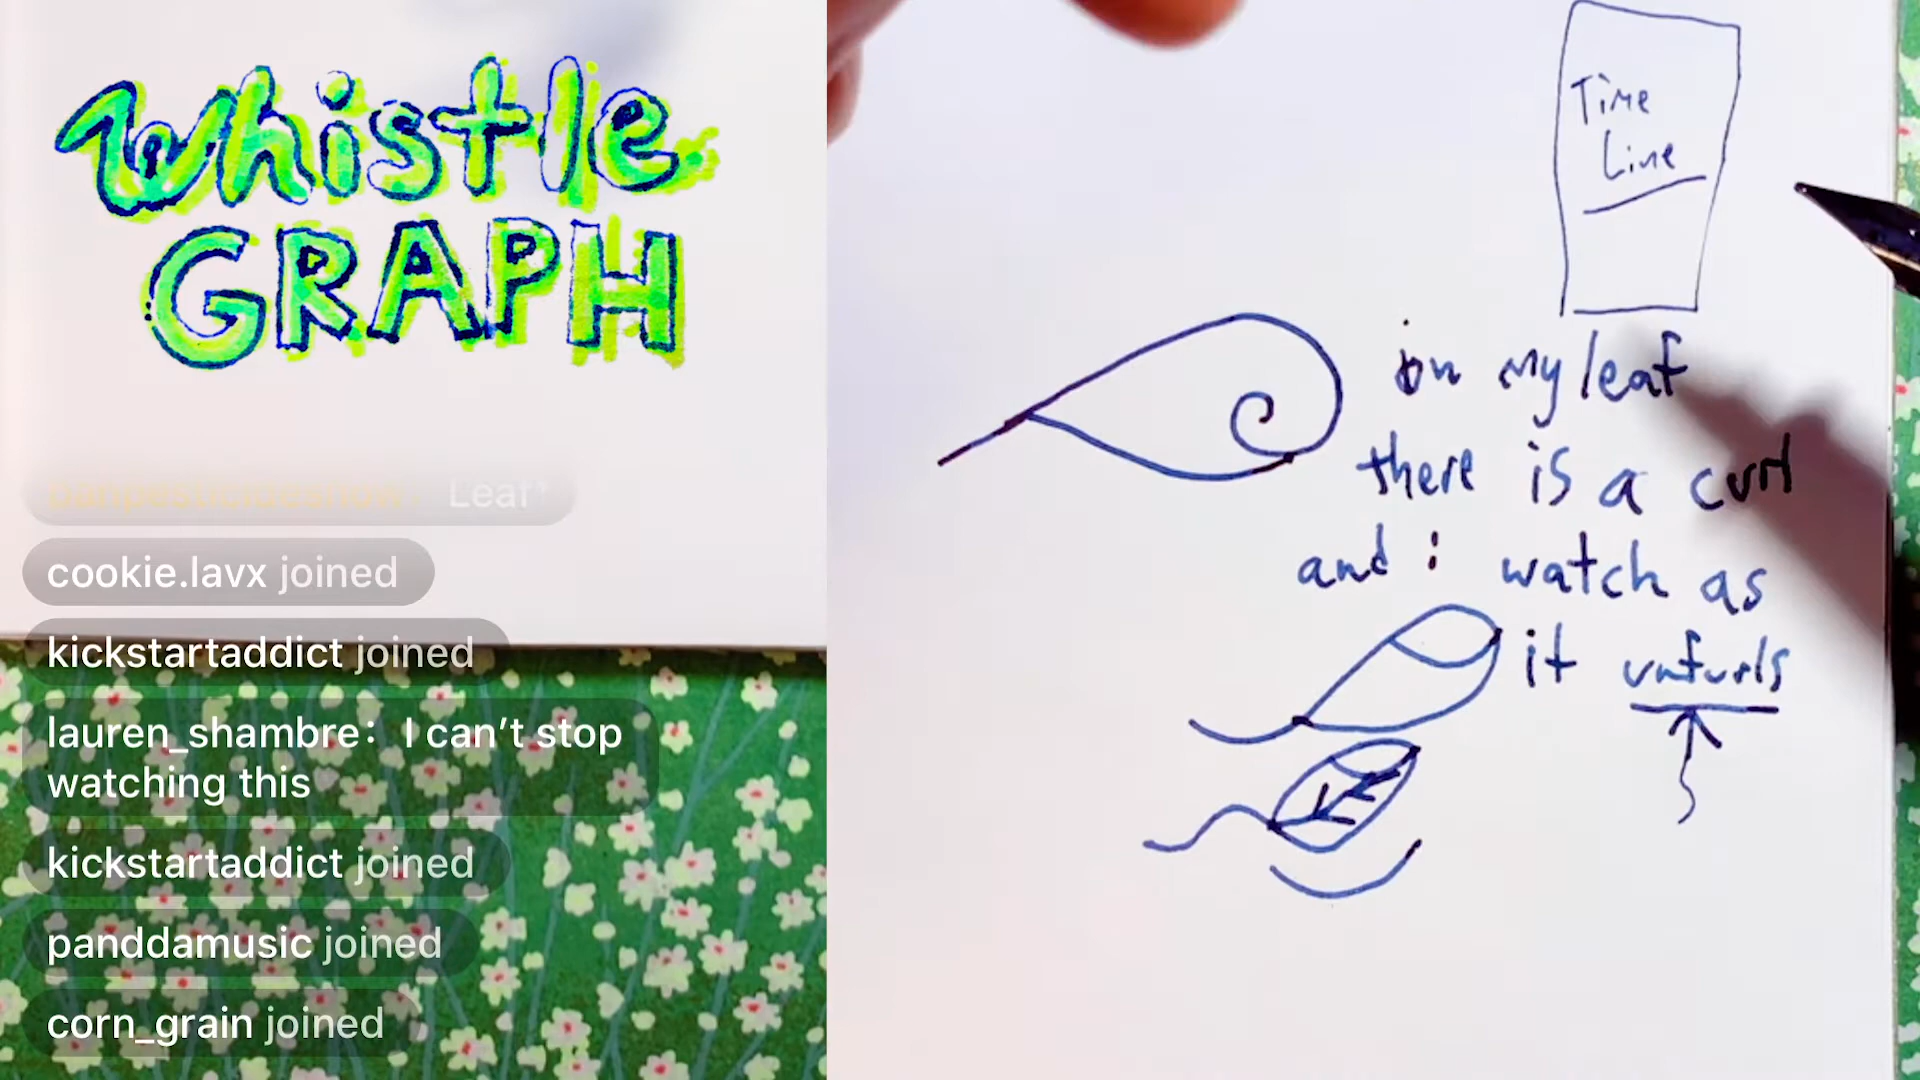 Whistle
GRAPH
Leaf*
cookie.lavx joined
kickstartaddict joined
lauren_shambre: I can't stop
watching this
kickstartaddict joined
panddamusic joined
corn_grain joined
Time
Line
on my leaf
there is a curl
and i watch as
it unfurls